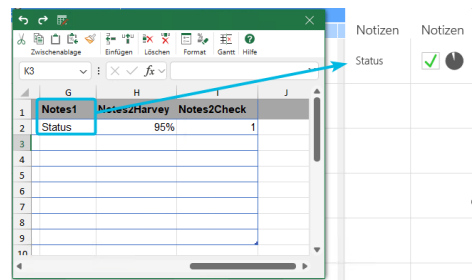 Zwischenablage Einfügen Löschen Format Gantt Hilfe
K3 fx
G H I J
1 Notes1 Notes2Harvey Notes2Check
2 Status 95% 1
3
4
5
6
7
8
9
10
Notizen Notizen
Status